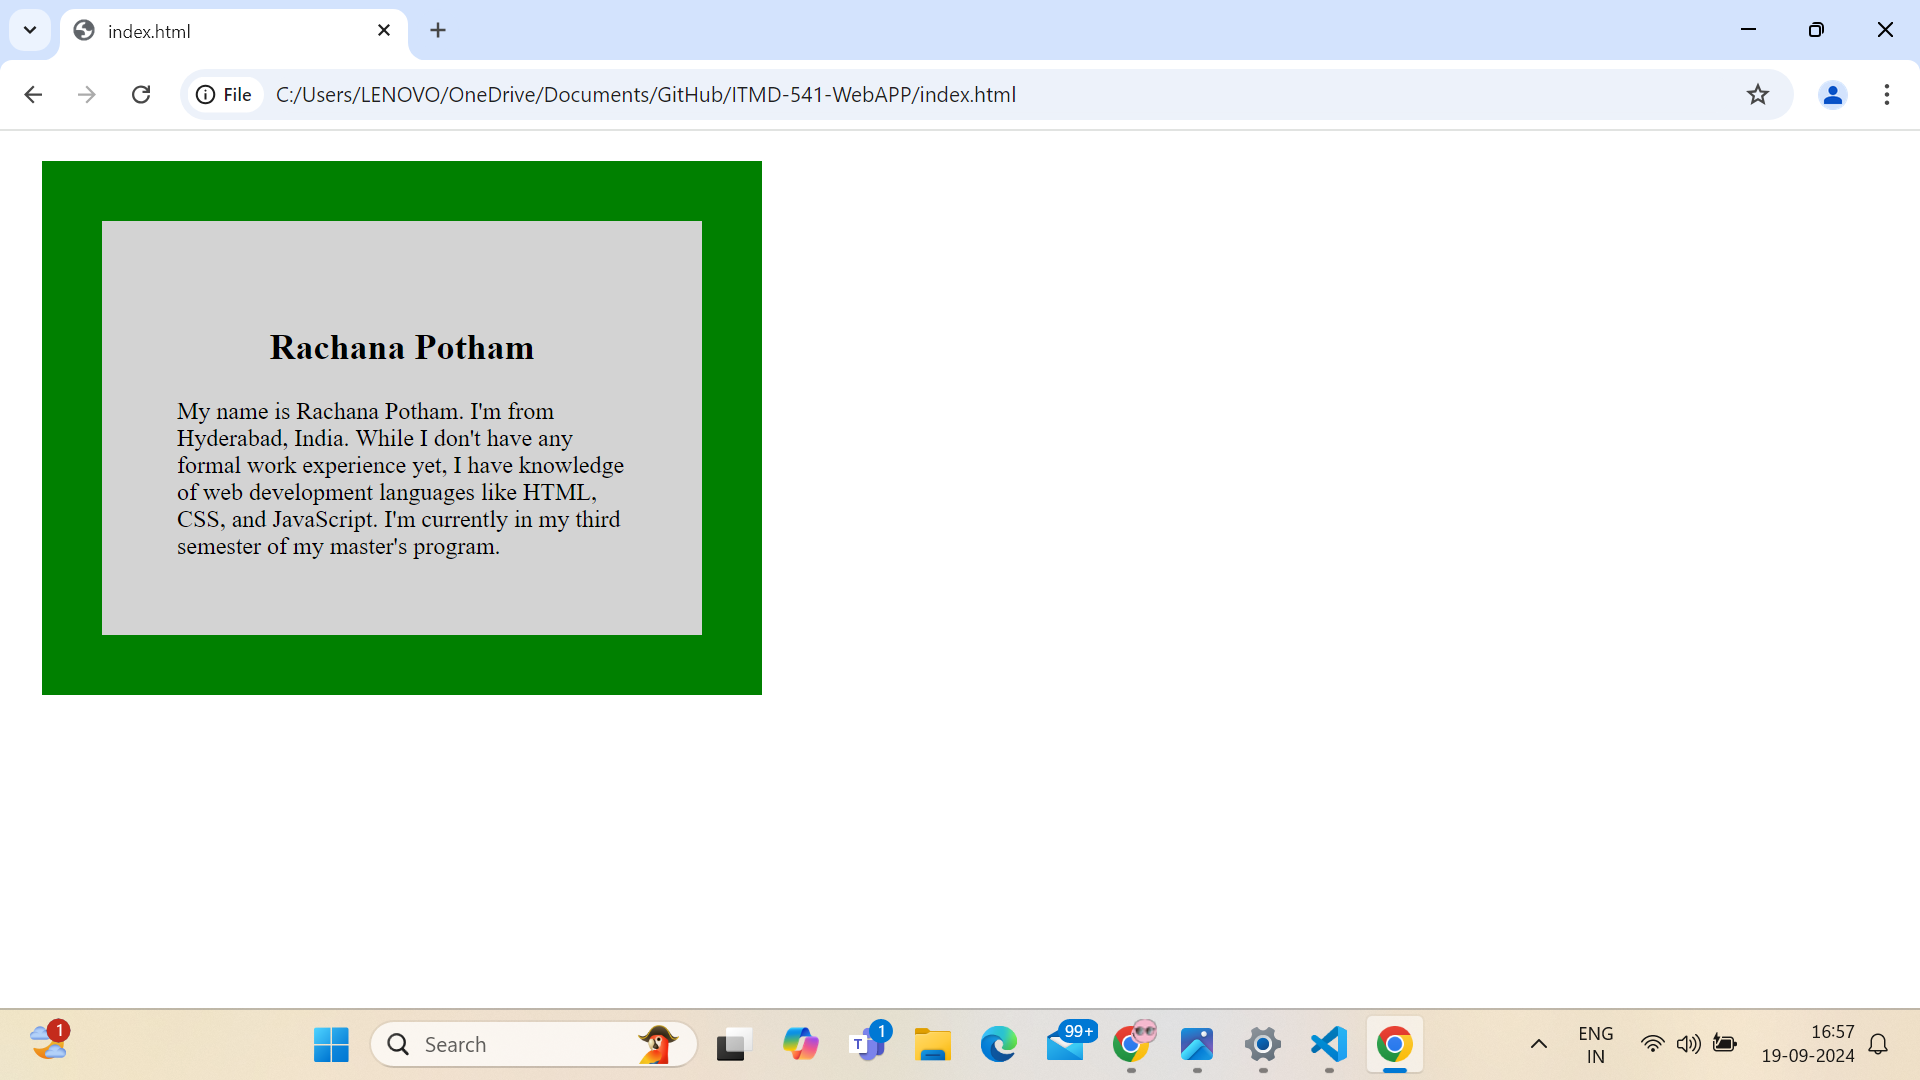 index.html
File
C:/Users/LENOVO/OneDrive/Documents/GitHub/ITMD-541-WebAPP/index.html
Rachana Potham
My name is Rachana Potham. I'm from
Hyderabad, India. While I don't have any
formal work experience yet, I have knowledge
of web development languages like HTML,
CSS, and JavaScript. I'm currently in my third
semester of my master's program.
1
Search
T
1
99+
ENG
IN
16:57
19-09-2024